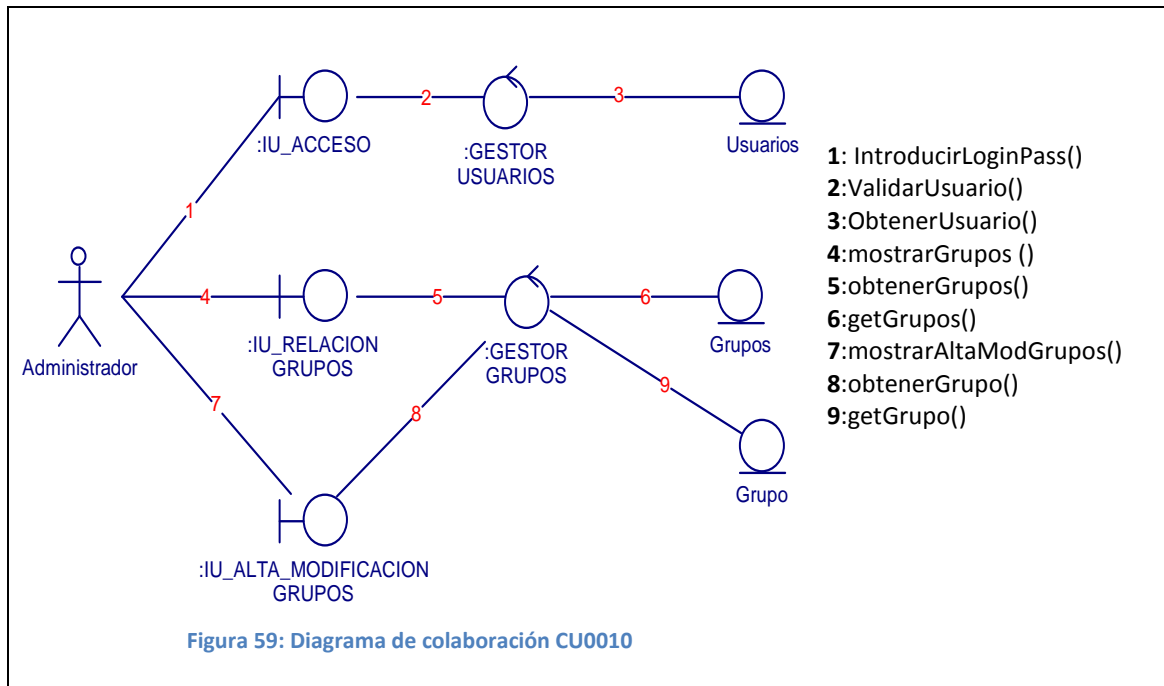 2
3
:IU_ACCESO
:GESTOR
USUARIOS
Usuarios
1
Administrador
4
5
6
:IU_RELACION
GRUPOS
:GESTOR
GRUPOS
Grupos
7
8
9
Grupo
:IU_ALTA_MODIFICACION
GRUPOS
1: IntroducirLoginPass()
2:ValidarUsuario()
3:ObtenerUsuario()
4:mostrarGrupos ()
5:obtenerGrupos()
6:getGrupos()
7:mostrarAltaModGrupos()
8:obtenerGrupo()
9:getGrupo()
Figura 59: Diagrama de colaboración CU0010